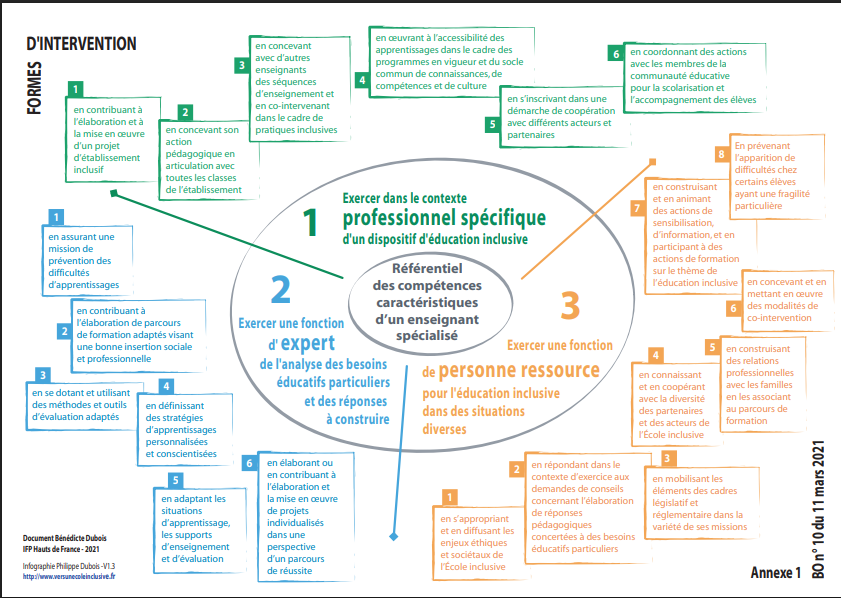 FORMES
D'INTERVENTION
1
en contribuant à
l'élaboration et à
la mise en œuvre
d'un projet
d'établissement
inclusif
2
en concevant son
action
pédagogique en
articulation avec
toutes les classes
de l'établissement
3
en concevant
avec d'autres
enseignants
des séquences
d'enseignement et
en co-intervenant
dans le cadre de
pratiques inclusives
4
en œuvrant à l'accessibilité des
apprentissages dans le cadre des
programmes en vigueur et du socle
commun de connaissances, de
compétences et de culture
5
en s'inscrivant dans une
démarche de coopération
avec différents acteurs et
partenaires
6
en coordonnant des actions
avec les membres de la
communauté éducative
pour la scolarisation et
l'accompagnement des élèves
1
Exercer dans le contexte
professionnel spécifique
d'un dispositif d'éducation inclusive
Référentiel
des compétences
caractéristiques
d'un enseignant
spécialisé
2
Exercer une fonction
d'expert
de l'analyse des besoins
éducatifs particuliers
et des réponses
à construire
3
Exercer une fonction
de personne ressource
pour l'éducation inclusive
dans des situations
diverses
1
en assurant une
mission de
prévention des
difficultés
d'apprentissages
2
en contribuant à
l'élaboration de parcours
de formation adaptés visant
une bonne insertion sociale
et professionnelle
3
en se dotant et utilisant
des méthodes et outils
d'évaluation adaptés
4
en définissant
des stratégies
d'apprentissages
personnalisées
et conscientisées
5
en adaptant les
situations
d'apprentissage,
les supports
d'enseignement
et d'évaluation
6
en élaborant ou
en contribuant à
l'élaboration et
la mise en œuvre
de projets
individualisés
dans une
perspective
d'un parcours
de réussite
1
en s'appropriant
et en diffusant les
enjeux éthiques
et sociétaux de
l'École inclusive
2
en répondant dans le
contexte d'exercice aux
demandes de conseils
concernant l'élaboration
de réponses
pédagogiques
concertées à des besoins
éducatifs particuliers
3
en mobilisant les
éléments des cadres
législatif et
réglementaire dans la
variété de ses missions
4
en connaissant
et en coopérant
avec la diversité
des partenaires
et des acteurs de
l'École inclusive
5
en construisant
des relations
professionnelles
avec les familles
en les associant
au parcours de
formation
6
en concevant et en
mettant en œuvre
des modalités de
co-intervention
7
en construisant
et en animant
des actions de
sensibilisation,
d'information, et en
participant à des
actions de formation
sur le thème de
l'éducation inclusive
8
En prévenant
l'apparition de
difficultés chez
certains élèves
ayant une fragilité
particulière
Document Bénédicte Dubois
IFP Hauts de France - 2021
Infographie Philippe Dubois -V1.3
http://www.versunecoleinclusive.fr
Annexe 1
BO n° 10 du 11 mars 2021